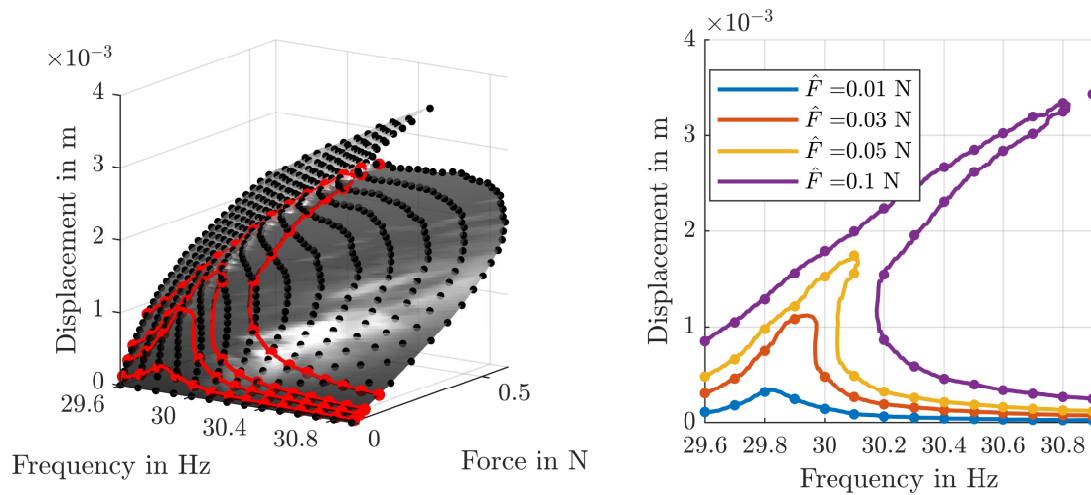 ×10⁻³
4
3
2
1
0
Displacement in m
29.6
30
30.4
30.8
Frequency in Hz
0
0.5
Force in N
×10⁻³
4
3
2
1
0
Displacement in m
F̂ =0.01 N
F̂ =0.03 N
F̂ =0.05 N
F̂ =0.1 N
29.6 29.8 30 30.2 30.4 30.6 30.8
Frequency in Hz